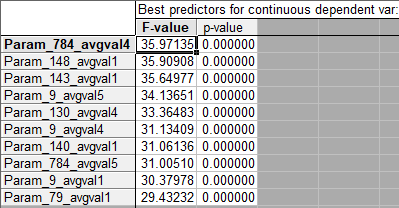 Best predictors for continuous dependent var:
F-value p-value
Param_784_avgval4 35.97135 0.000000
Param_148_avgval1 35.90908 0.000000
Param_143_avgval1 35.64977 0.000000
Param_9_avgval5 34.13651 0.000000
Param_130_avgval4 33.36483 0.000000
Param_9_avgval4 31.13409 0.000000
Param_140_avgval1 31.06136 0.000000
Param_784_avgval5 31.00510 0.000000
Param_9_avgval1 30.37978 0.000000
Param_79_avgval1 29.43232 0.000000